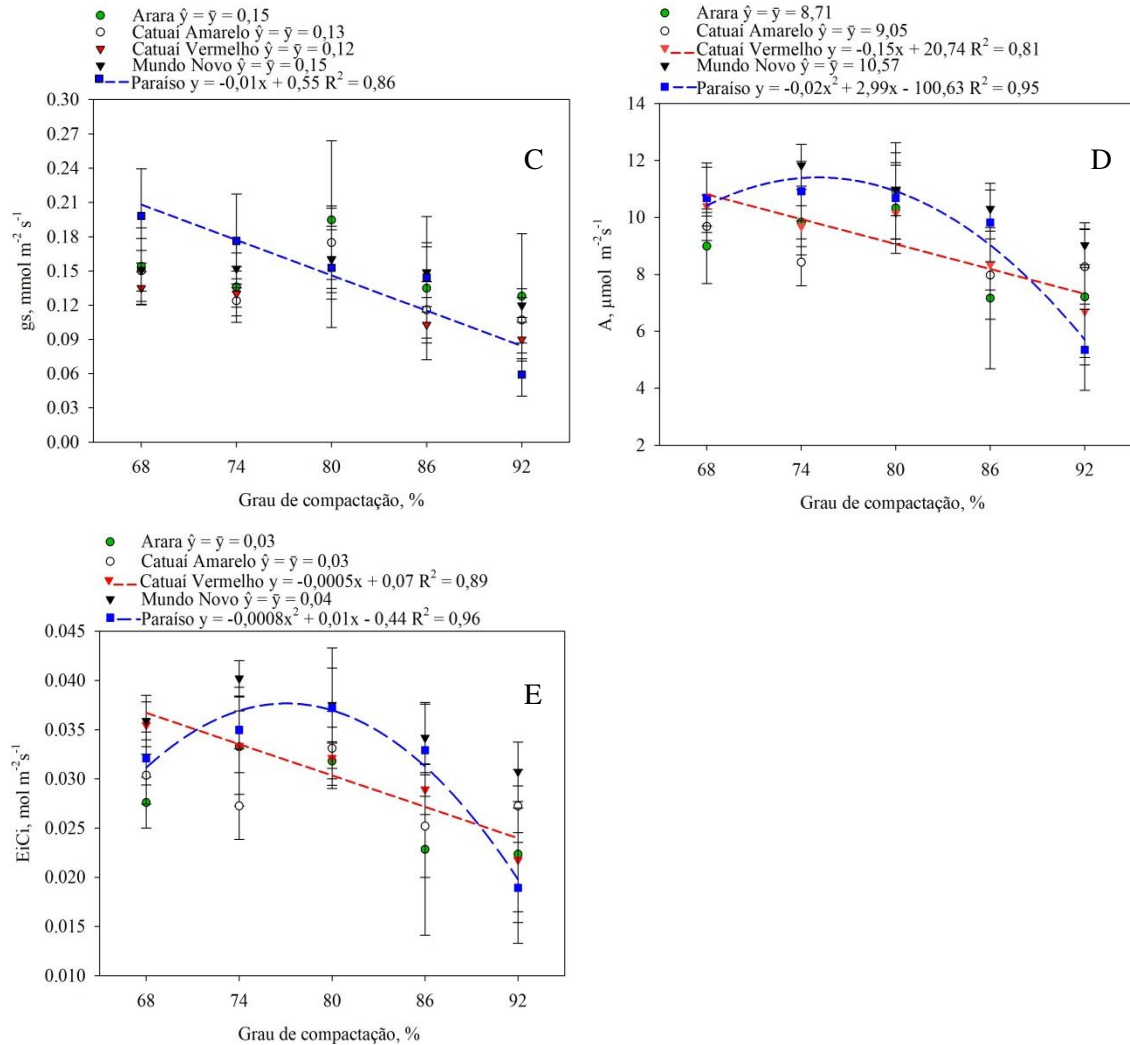 Arara ŷ = ȳ = 0,15
Catuaí Amarelo ŷ = ȳ = 0,13
Catuaí Vermelho ŷ = ȳ = 0,12
Mundo Novo ŷ = ȳ = 0,15
Paraíso y = -0,01x + 0,55 R² = 0,86
0.30
0.27
0.24
0.21
0.18
0.15
0.12
0.09
0.06
0.03
0.00
gs, mmol m⁻² s⁻¹
C
68 74 80 86 92
Grau de compactação, %
Arara ŷ = ȳ = 8,71
Catuaí Amarelo ŷ = ȳ = 9,05
Catuaí Vermelho y = -0,15x + 20,74 R² = 0,81
Mundo Novo ŷ = ȳ = 10,57
Paraíso y = -0,02x² + 2,99x - 100,63 R² = 0,95
14
12
10
8
6
4
2
A, µmol m⁻²s⁻¹
D
68 74 80 86 92
Grau de compactação, %
Arara ŷ = ȳ = 0,03
Catuaí Amarelo ŷ = ȳ = 0,03
Catuaí Vermelho y = -0,0005x + 0,07 R² = 0,89
Mundo Novo ŷ = ȳ = 0,04
Paraíso y = -0,0008x² + 0,01x - 0,44 R² = 0,96
0.045
0.040
0.035
0.030
0.025
0.020
0.015
0.010
EiCi, mol m⁻²s⁻¹
E
68 74 80 86 92
Grau de compactação, %